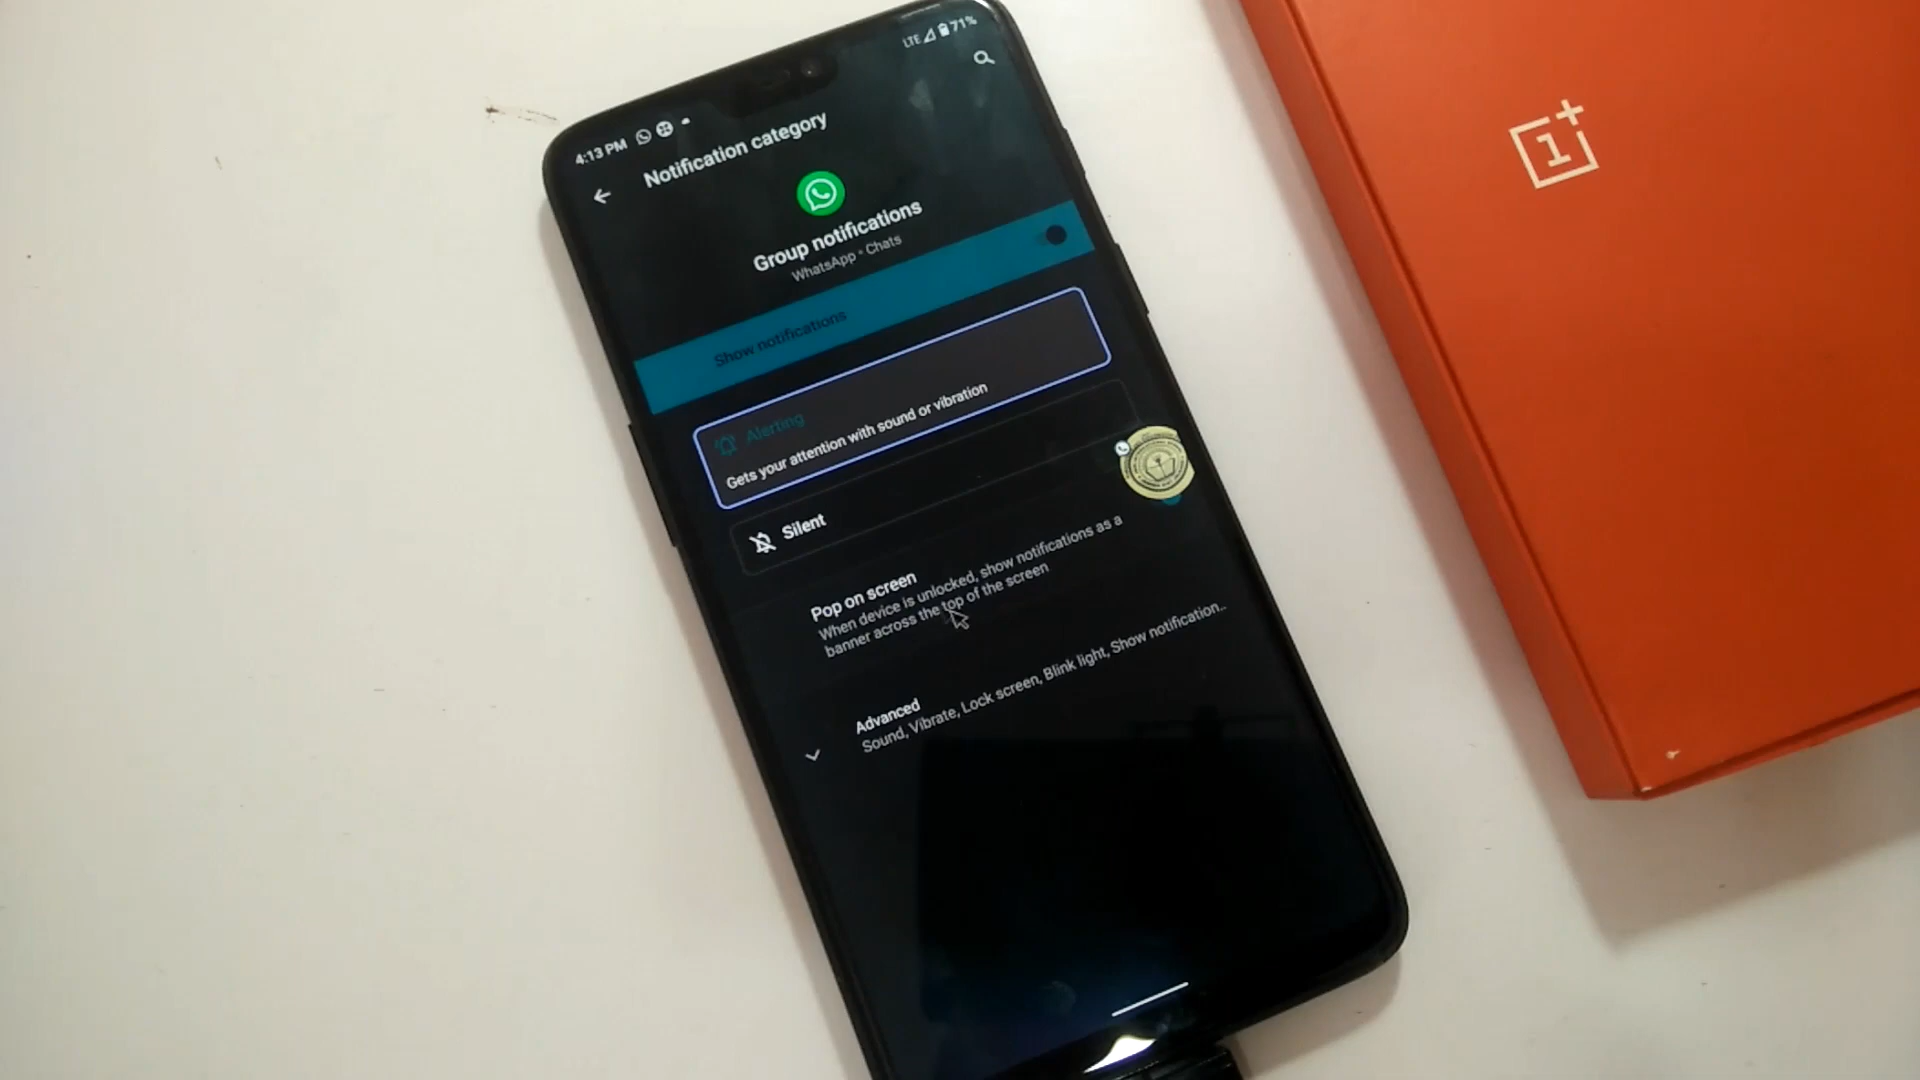 4:13 PM
LTE 71%
Notification category
Group notifications
WhatsApp • Chats
Show notifications
Alerting
Gets your attention with sound or vibration
Silent
Pop on screen
When device is unlocked, show notifications as a
banner across the top of the screen
Advanced
Sound, Vibrate, Lock screen, Blink light, Show notification..
1+